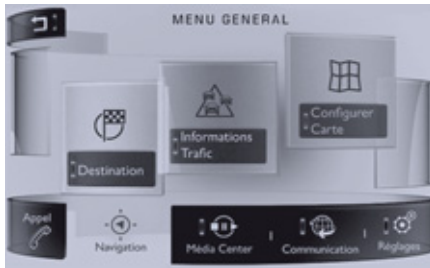 MENU GENERAL
Configurer
Carte
Informations
Trafic
Destination
Appel
Navigation
Média Center
Communication
Réglages